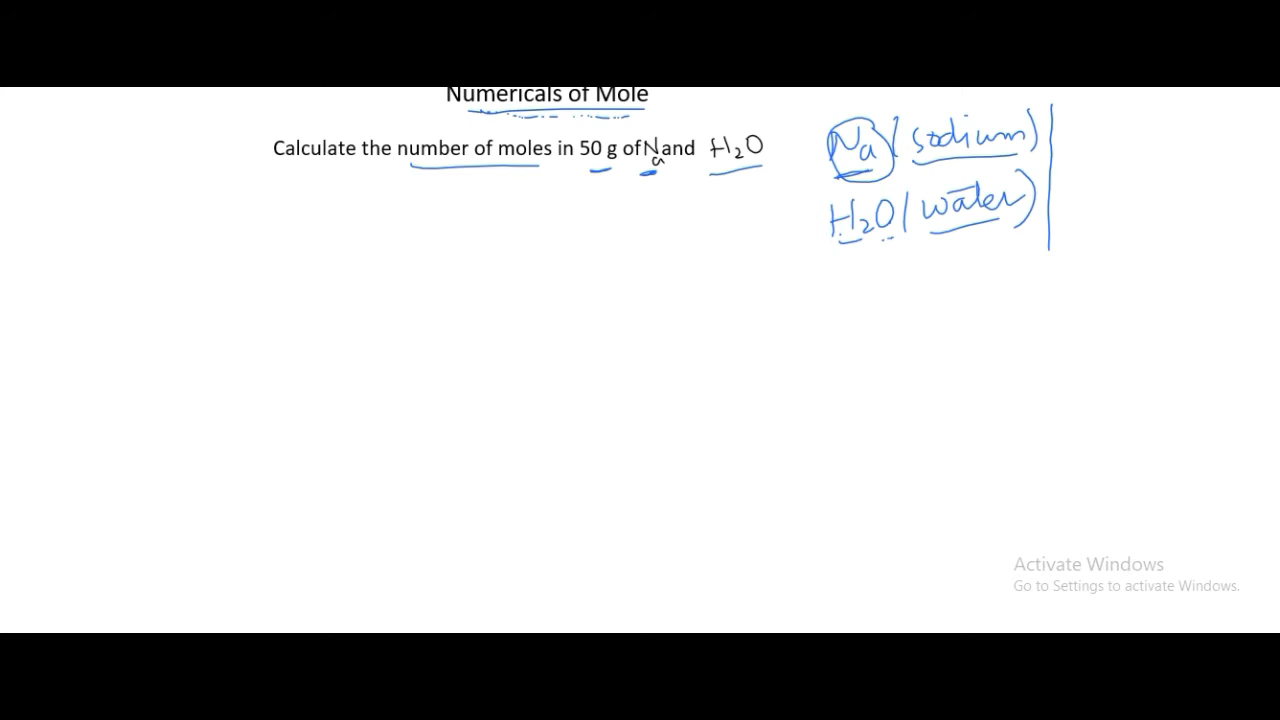 Numericals of Mole
Calculate the number of moles in 50 g of Na and H2O
Na (sodium)
H2O (water)
Activate Windows
Go to Settings to activate Windows.